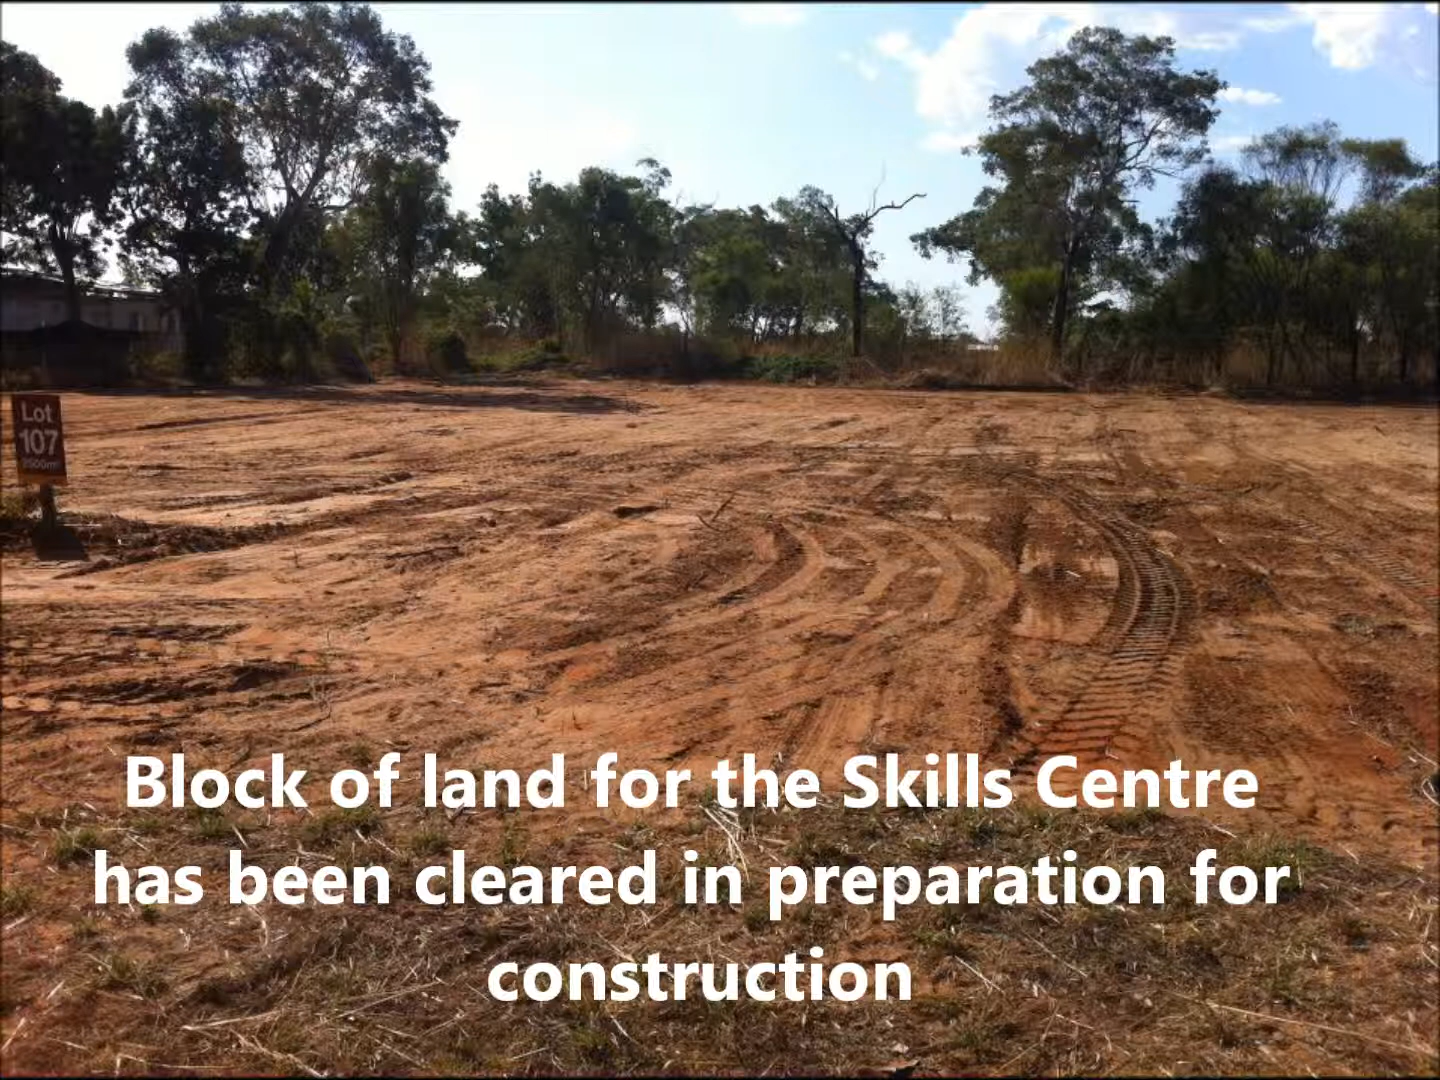 Lot
107
Block of land for the Skills Centre
has been cleared in preparation for
construction